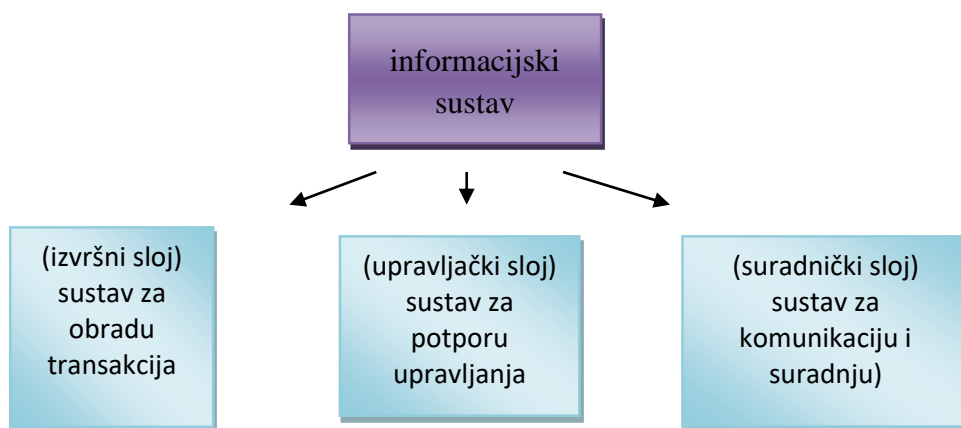 informacijski
sustav
(izvršni sloj)
sustav za
obradu
transakcija
(upravljački sloj)
sustav za
potporu
upravljanja
(suradnički sloj)
sustav za
komunikaciju i
suradnju)